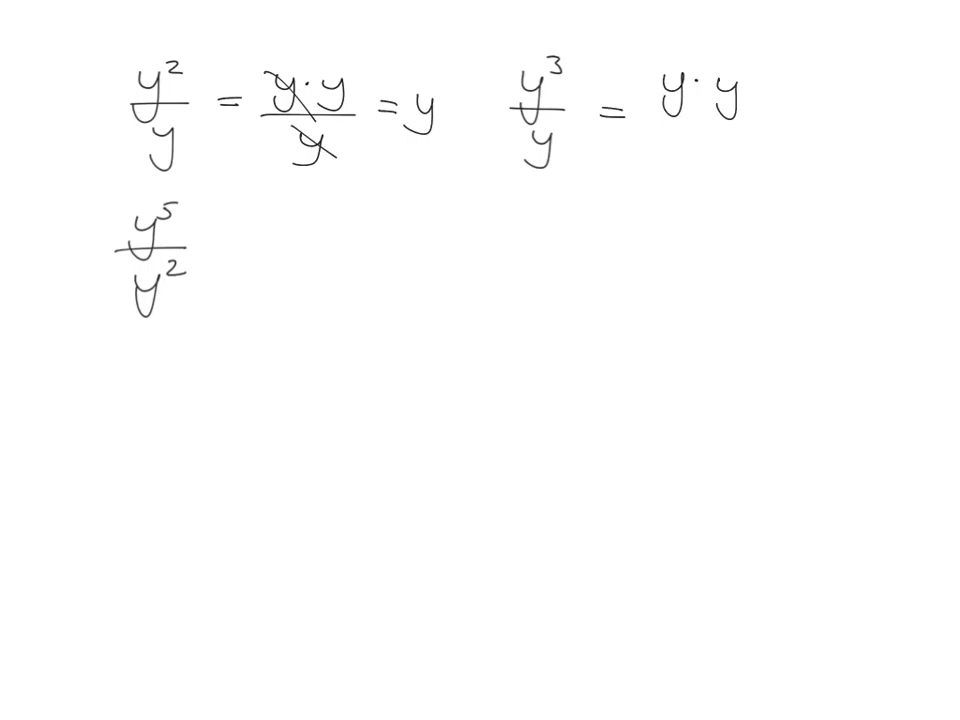 y²/y = y·y/y = y y³/y = y·y
y⁵/y²